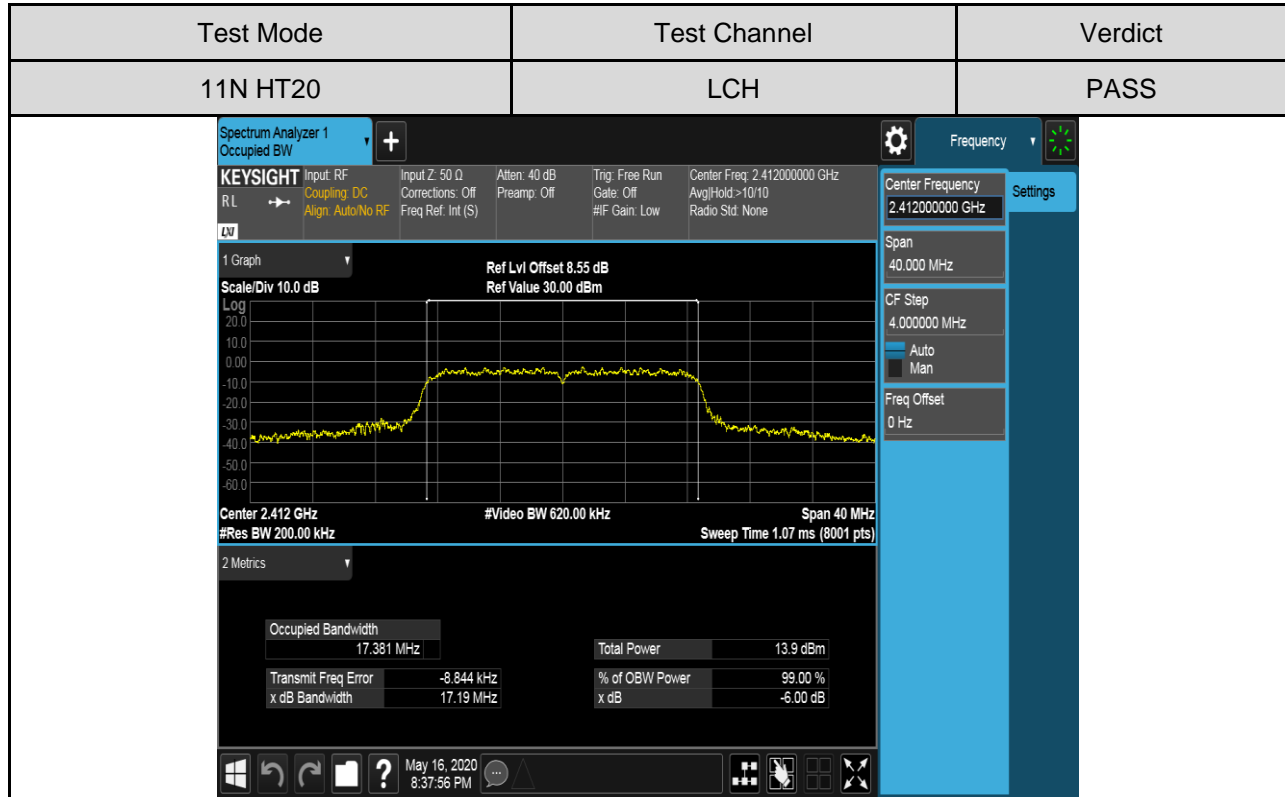 Test Mode Test Channel Verdict
11N HT20 LCH PASS
Spectrum Analyzer 1
Occupied BW
+
Frequency
KEYSIGHT Input: RF Input Z: 50 Ω Atten: 40 dB Trig: Free Run Center Freq: 2.412000000 GHz
RL Coupling: DC Corrections: Off Preamp: Off Gate: Off Avg|Hold:>10/10
Align: Auto/No RF Freq Ref: Int (S) #IF Gain: Low Radio Std: None
LXI
Center Frequency
2.412000000 GHz
Settings
Span
40.000 MHz
CF Step
4.000000 MHz
Auto
Man
Freq Offset
0 Hz
1 Graph
Ref Lvl Offset 8.55 dB
Scale/Div 10.0 dB Ref Value 30.00 dBm
Log
20.0
10.0
0.00
-10.0
-20.0
-30.0
-40.0
-50.0
-60.0
Center 2.412 GHz #Video BW 620.00 kHz Span 40 MHz
#Res BW 200.00 kHz Sweep Time 1.07 ms (8001 pts)
2 Metrics
Occupied Bandwidth
17.381 MHz Total Power 13.9 dBm
Transmit Freq Error -8.844 kHz % of OBW Power 99.00 %
x dB Bandwidth 17.19 MHz x dB -6.00 dB
? May 16, 2020
8:37:56 PM